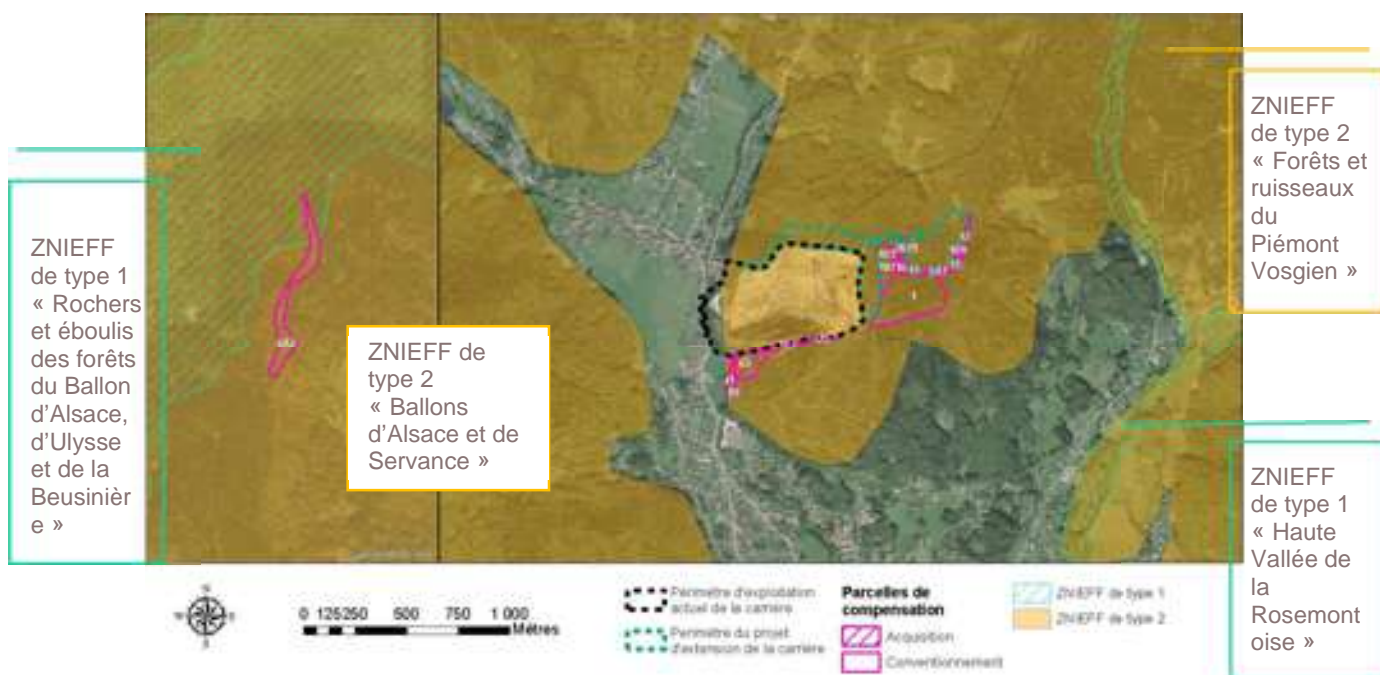 ZNIEFF
de type 1
« Rochers
et éboulis
des forêts
du Ballon
d'Alsace,
d'Ulysse
et de la
Beusinièr
e »
ZNIEFF de
type 2
« Ballons
d'Alsace et de
Servance »
ZNIEFF
de type 2
« Forêts et
ruisseaux
du
Piémont
Vosgien »
ZNIEFF
de type 1
« Haute
Vallée de
la
Rosemont
oise »
0 125250 500 750 1 000
Mètres
Périmètre d'exploitation
actuel de la carrière
Périmètre du projet
d'extension de la carrière
Parcelles de
compensation
Acquisition
Conventionnement
ZNIEFF de type 1
ZNIEFF de type 2